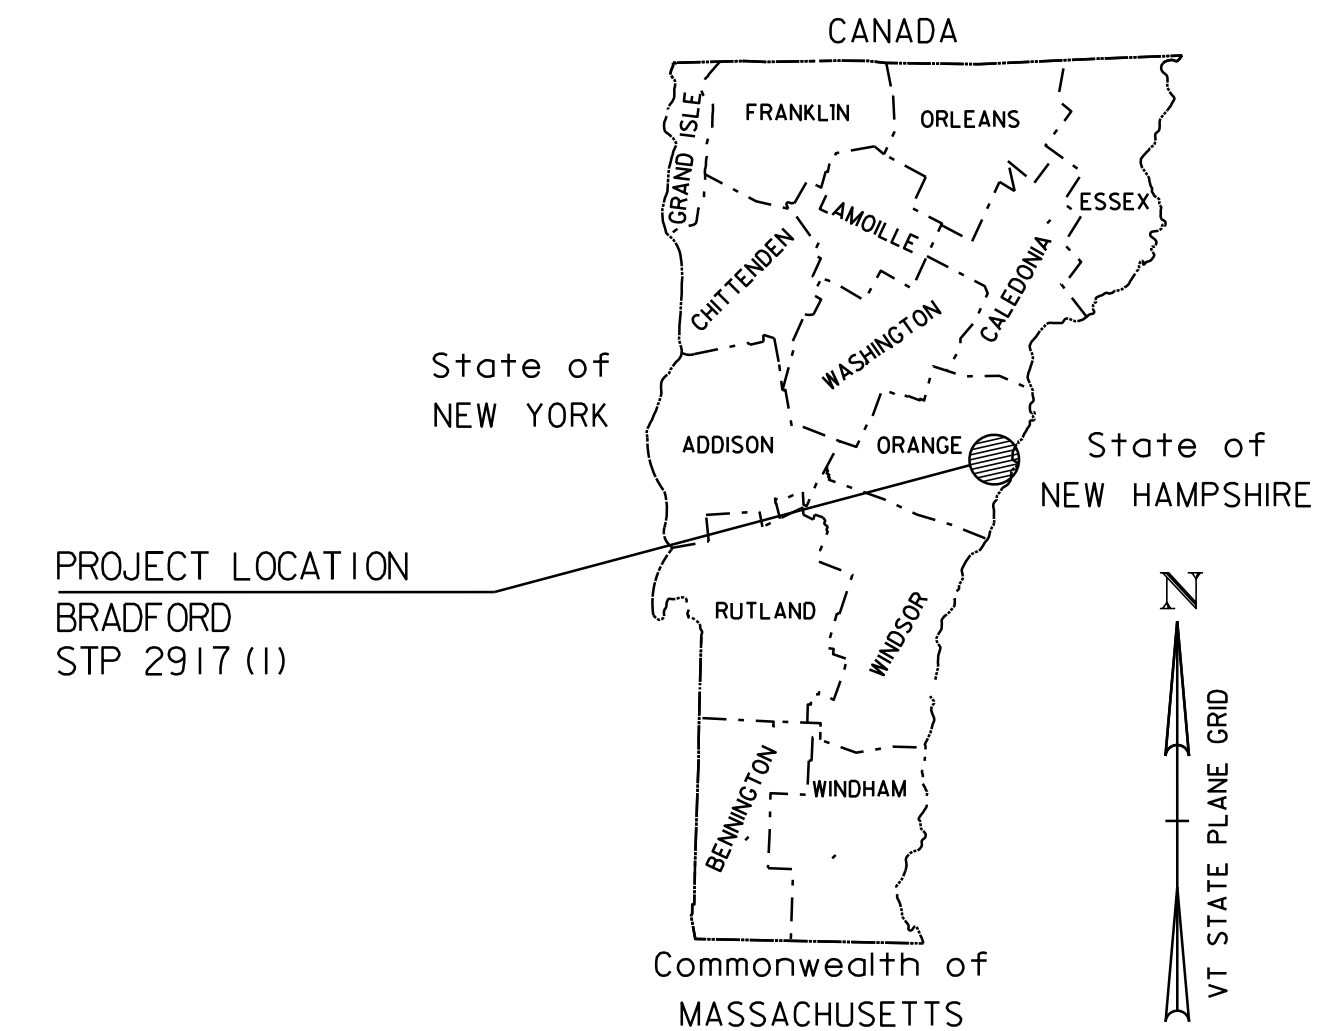 CANADA
GRAND ISLE
FRANKLIN
ORLEANS
ESSEX
LAMOILLE
CHITTENDEN
CALEDONIA
WASHINGTON
State of
NEW YORK
ADDISON
ORANGE
State of
NEW HAMPSHIRE
PROJECT LOCATION
BRADFORD
STP 2917(1)
RUTLAND
WINDSOR
N
VT STATE PLANE GRID
BENNINGTON
WINDHAM
Commonwealth of
MASSACHUSETTS